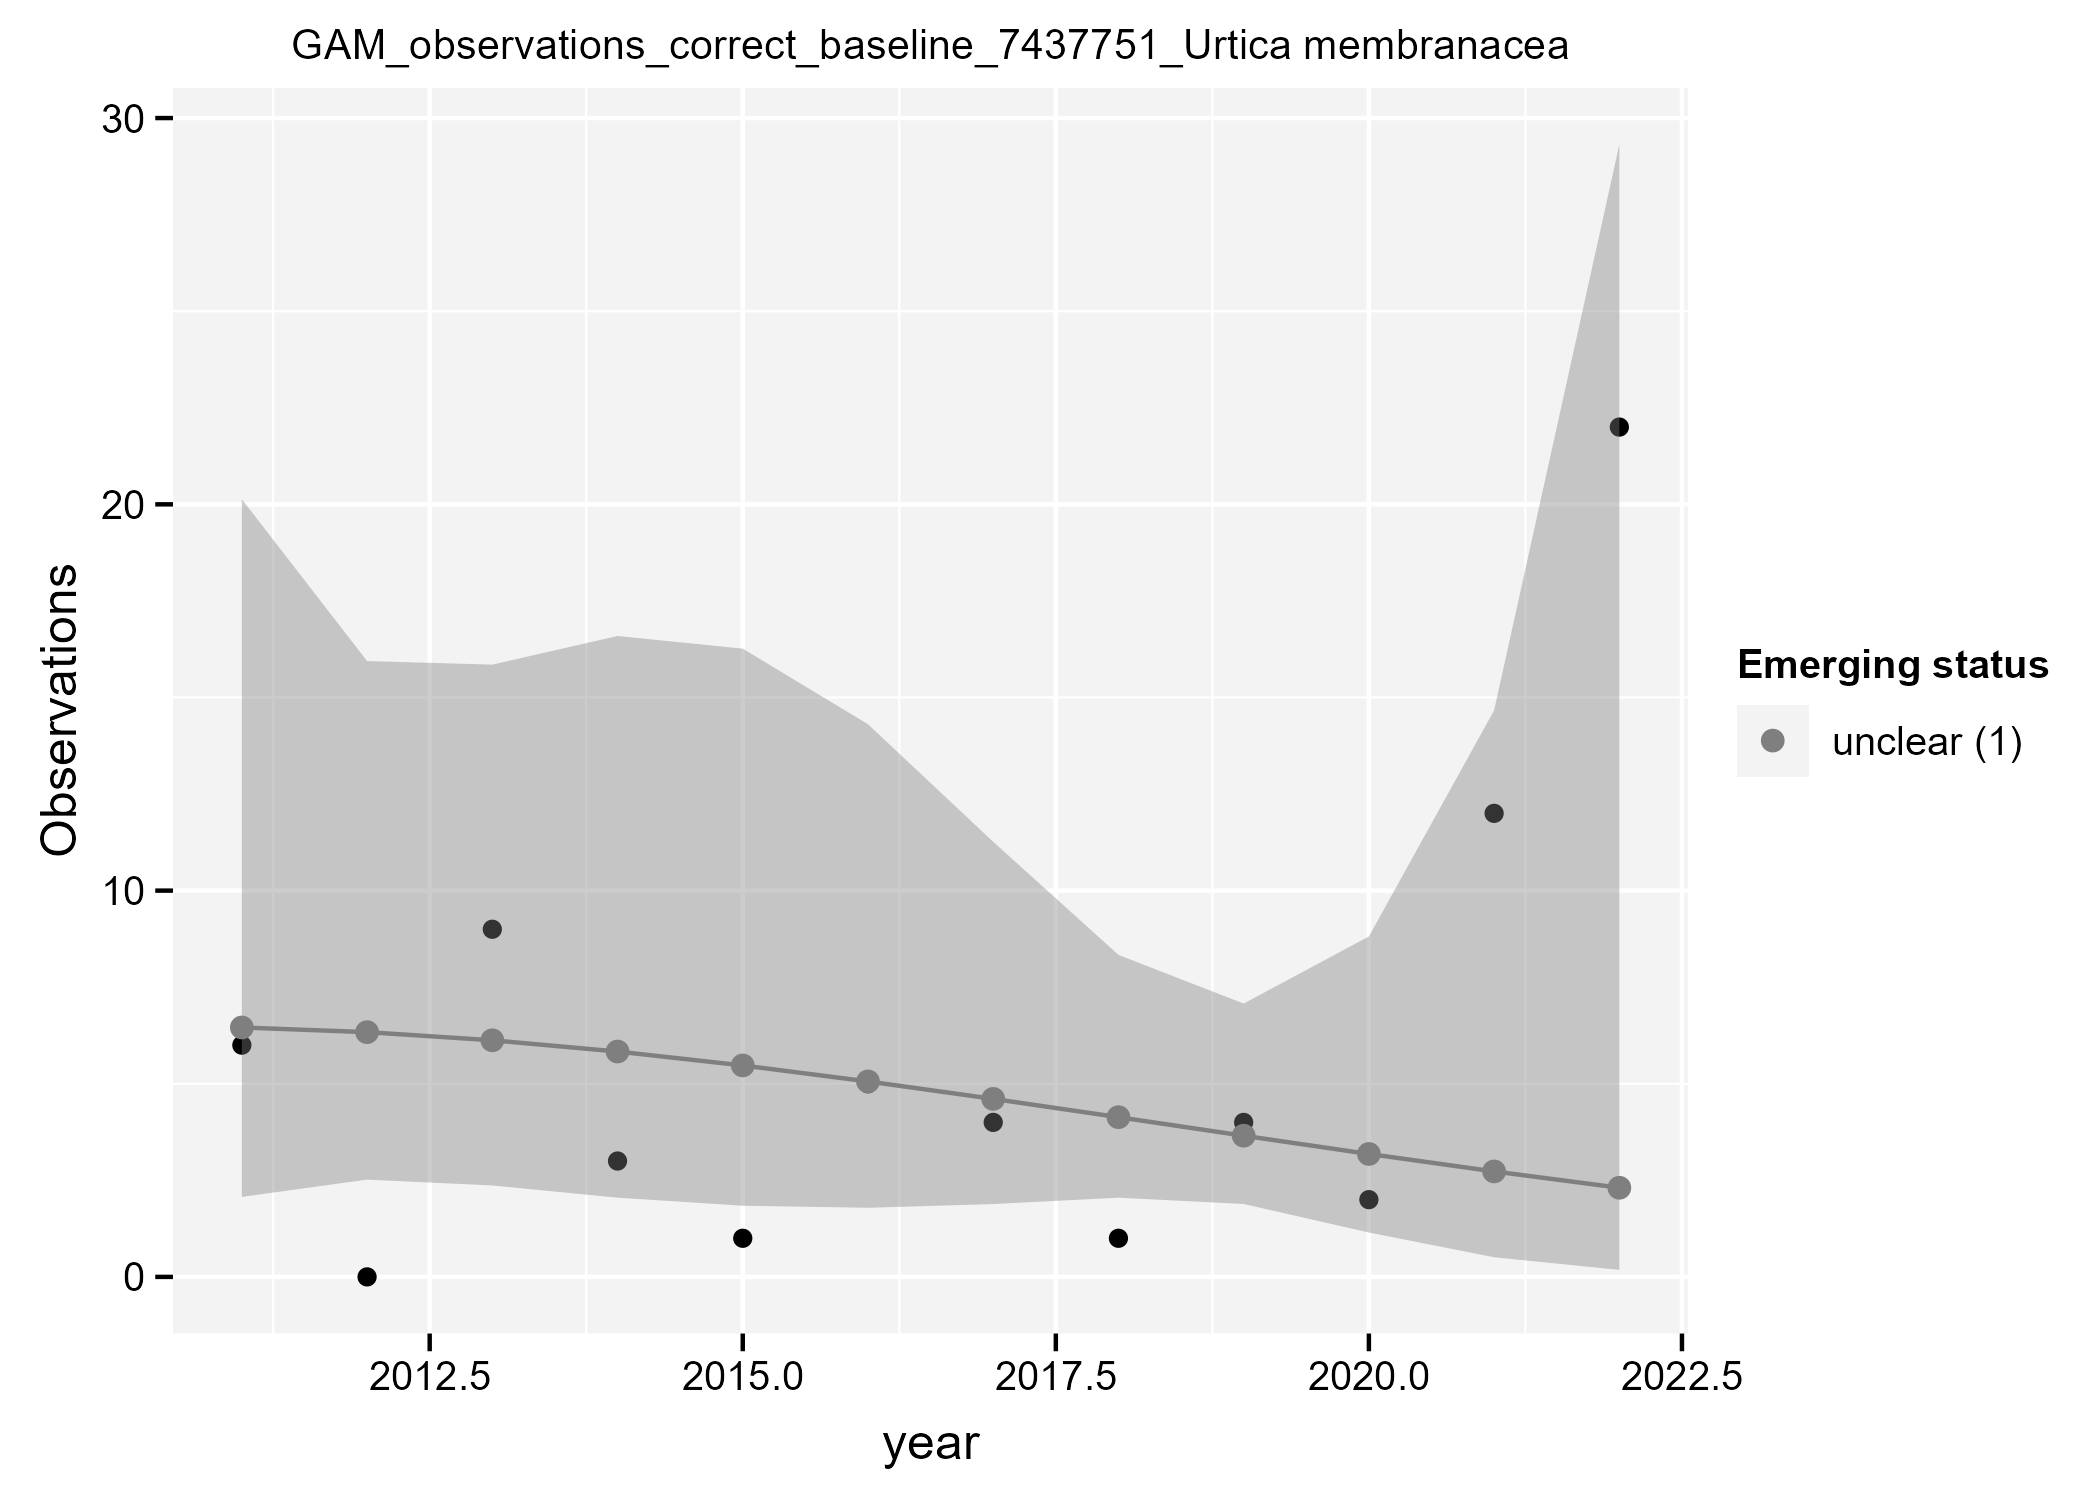 GAM_observations_correct_baseline_7437751_Urtica membranacea
30
20
10
0
Observations
2012.5 2015.0 2017.5 2020.0 2022.5
year
Emerging status
unclear (1)